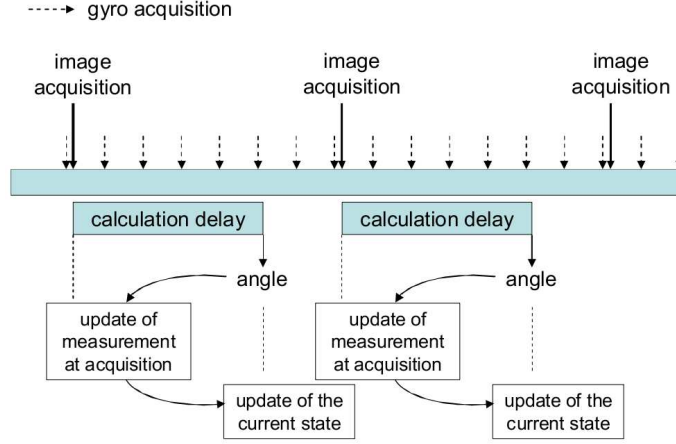 gyro acquisition
image
acquisition
image
acquisition
image
acquisition
calculation delay
calculation delay
angle
angle
update of
measurement
at acquisition
update of
measurement
at acquisition
update of the
current state
update of the
current state